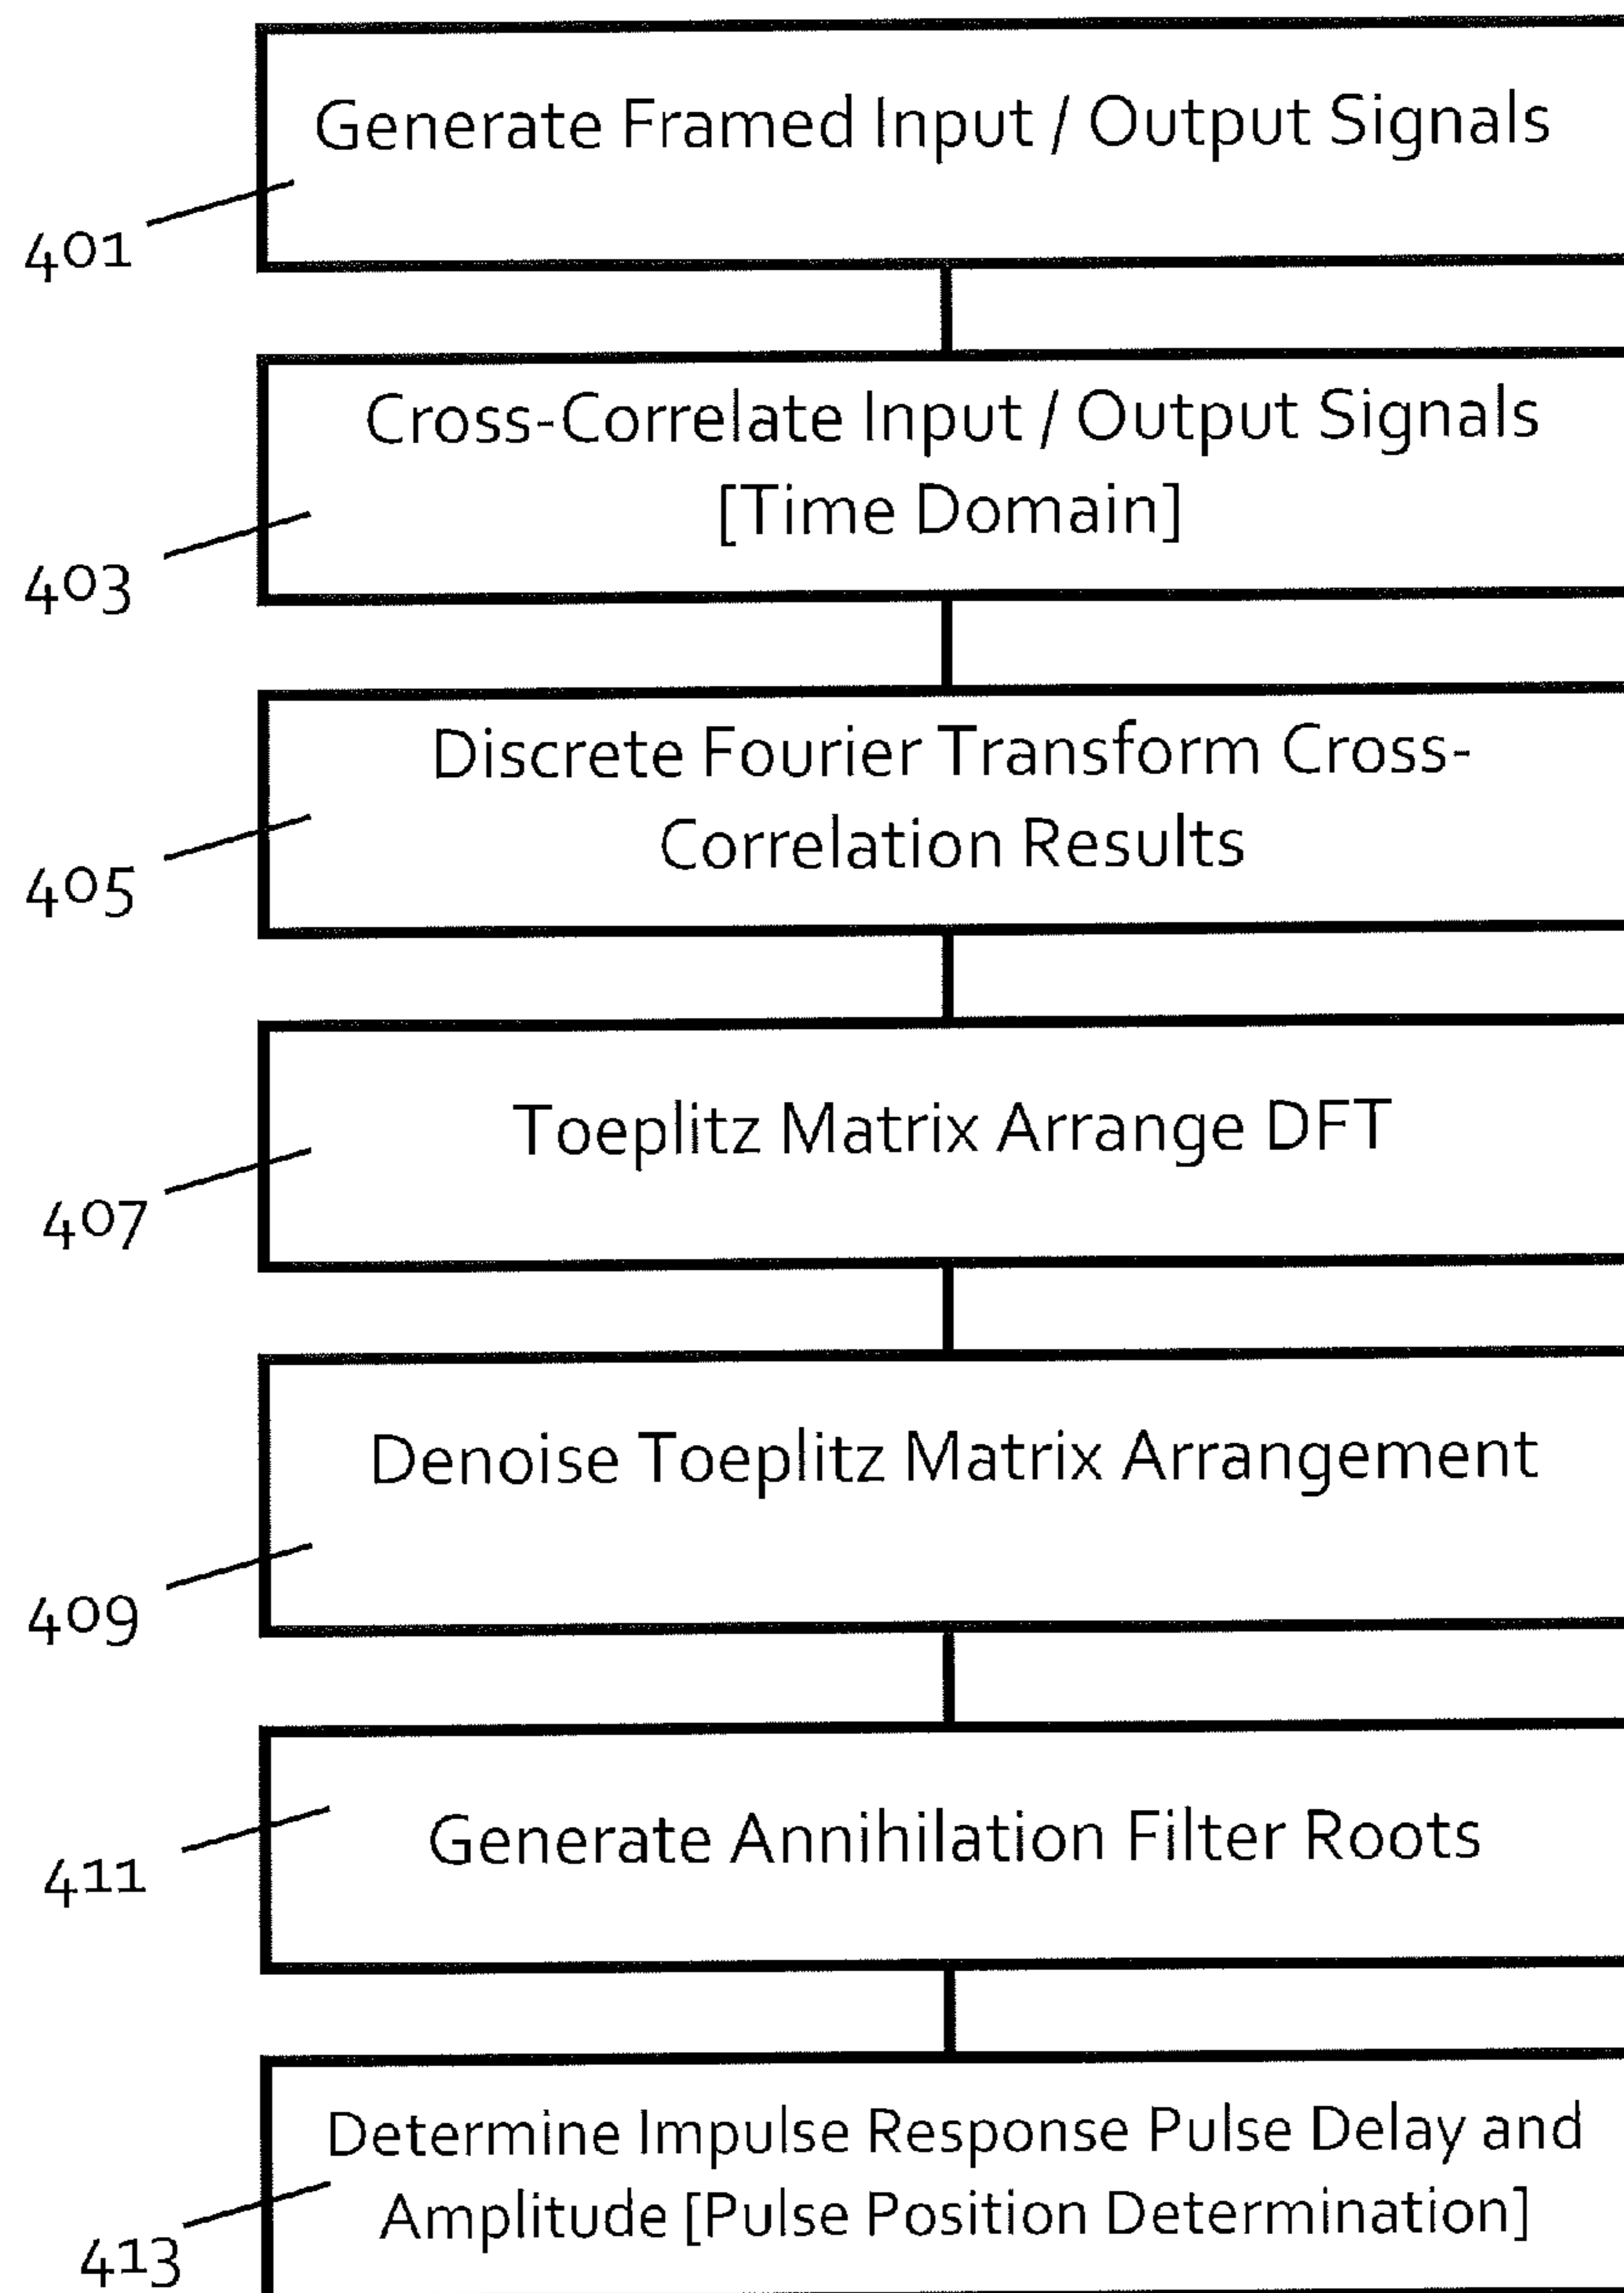 Generate Framed Input / Output Signals
401
Cross-Correlate Input / Output Signals
[Time Domain]
403
Discrete Fourier Transform Cross-
Correlation Results
405
Toeplitz Matrix Arrange DFT
407
Denoise Toeplitz Matrix Arrangement
409
Generate Annihilation Filter Roots
411
Determine Impulse Response Pulse Delay and
Amplitude [Pulse Position Determination]
413